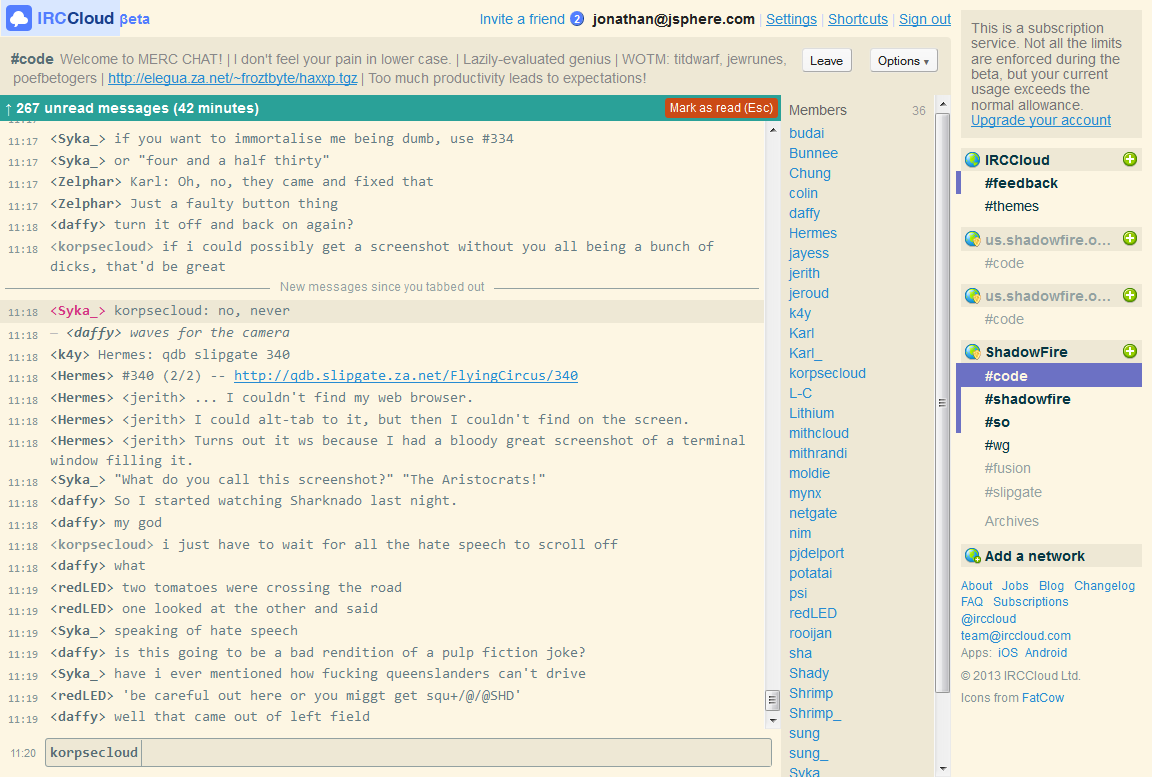 IRCCloud βeta
Invite a friend 2 jonathan@jsphere.com | Settings | Shortcuts | Sign out
#code Welcome to MERC CHAT! | I don't feel your pain in lower case. | Lazily-evaluated genius | WOTM: titdwarf, jewrunes,
poefbetogers | http://elegua.za.net/~froztbyte/haxxp.tgz | Too much productivity leads to expectations!
Leave
Options ▾
↑ 267 unread messages (42 minutes)
Mark as read (Esc)
11:17 <Syka_> if you want to immortalise me being dumb, use #334
11:17 <Syka_> or "four and a half thirty"
11:17 <Zelphar> Karl: Oh, no, they came and fixed that
11:17 <Zelphar> Just a faulty button thing
11:18 <daffy> turn it off and back on again?
11:18 <korpsecloud> if i could possibly get a screenshot without you all being a bunch of
dicks, that'd be great
New messages since you tabbed out
11:18 <Syka_> korpsecloud: no, never
11:18 — <daffy> waves for the camera
11:18 <k4y> Hermes: qdb slipgate 340
11:18 <Hermes> #340 (2/2) -- http://qdb.slipgate.za.net/FlyingCircus/340
11:18 <Hermes> <jerith> ... I couldn't find my web browser.
11:18 <Hermes> <jerith> I could alt-tab to it, but then I couldn't find on the screen.
11:18 <Hermes> <jerith> Turns out it ws because I had a bloody great screenshot of a terminal
window filling it.
11:18 <Syka_> "What do you call this screenshot?" "The Aristocrats!"
11:18 <daffy> So I started watching Sharknado last night.
11:18 <daffy> my god
11:18 <korpsecloud> i just have to wait for all the hate speech to scroll off
11:18 <daffy> what
11:19 <redLED> two tomatoes were crossing the road
11:19 <redLED> one looked at the other and said
11:19 <Syka_> speaking of hate speech
11:19 <daffy> is this going to be a bad rendition of a pulp fiction joke?
11:19 <Syka_> have i ever mentioned how fucking queenslanders can't drive
11:19 <redLED> 'be careful out here or you miggt get squ+/@/@SHD'
11:19 <daffy> well that came out of left field
11:20 korpsecloud
Members 36
budai
Bunnee
Chung
colin
daffy
Hermes
jayess
jerith
jeroud
k4y
Karl
Karl_
korpsecloud
L-C
Lithium
mithcloud
mithrandi
moldie
mynx
netgate
nim
pjdelport
potatai
psi
redLED
rooijan
sha
Shady
Shrimp
Shrimp_
sung
sung_
Syka
This is a subscription
service. Not all the limits
are enforced during the
beta, but your current
usage exceeds the
normal allowance.
Upgrade your account
IRCCloud
#feedback
#themes
us.shadowfire.o...
#code
us.shadowfire.o...
#code
ShadowFire
#code
#shadowfire
#so
#wg
#fusion
#slipgate
Archives
Add a network
About Jobs Blog Changelog
FAQ Subscriptions
@irccloud
team@irccloud.com
Apps: iOS Android
© 2013 IRCCloud Ltd.
Icons from FatCow